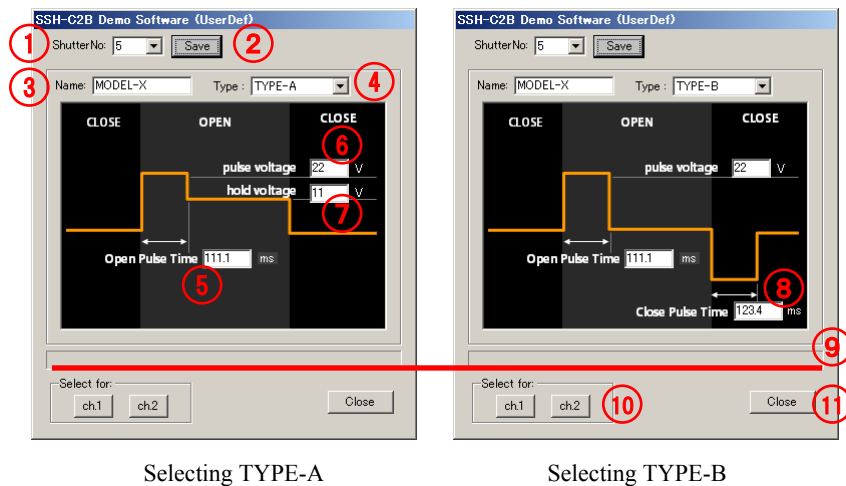 SSH-C2B Demo Software (UserDef)
① ShutterNo: 5 Save ②
③ Name: MODEL-X Type : TYPE-A ④
CLOSE OPEN CLOSE
⑥
pulse voltage 22 V
hold voltage 11 V
⑦
Open Pulse Time 111.1 ms
⑤
Select for:
ch.1 ch.2 Close
Selecting TYPE-A
SSH-C2B Demo Software (UserDef)
ShutterNo: 5 Save
Name: MODEL-X Type : TYPE-B
CLOSE OPEN CLOSE
pulse voltage 22 V
Open Pulse Time 111.1 ms
⑧
Close Pulse Time 123.4 ms
⑨
Select for:
ch.1 ch.2 ⑩ Close ⑪
Selecting TYPE-B